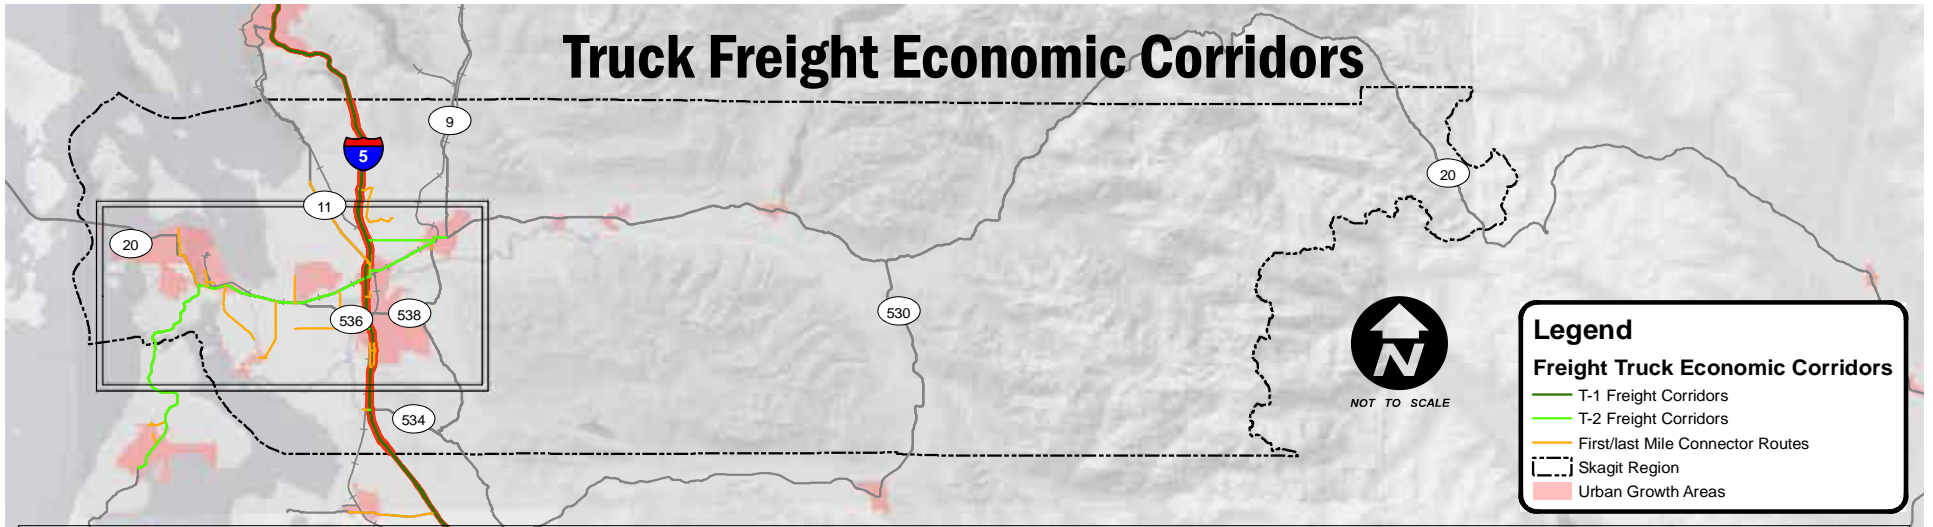 Truck Freight Economic Corridors
9
5
11
20
20
536
538
530
534
N
NOT TO SCALE
Legend
Freight Truck Economic Corridors
T-1 Freight Corridors
T-2 Freight Corridors
First/last Mile Connector Routes
Skagit Region
Urban Growth Areas